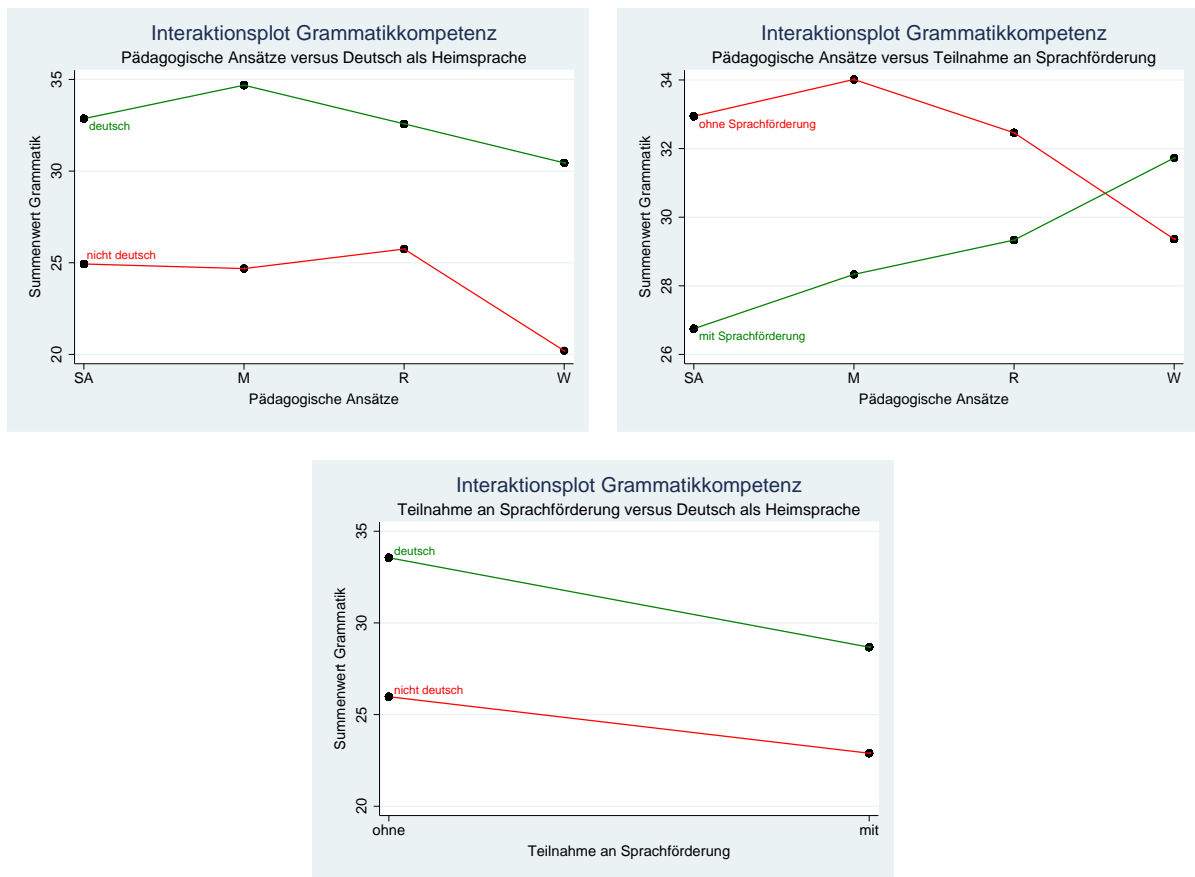 Interaktionsplot Grammatikkompetenz
Pädagogische Ansätze versus Deutsch als Heimsprache
Summenwert Grammatik
35
30
25
20
deutsch
nicht deutsch
SA M R W
Pädagogische Ansätze
Interaktionsplot Grammatikkompetenz
Pädagogische Ansätze versus Teilnahme an Sprachförderung
Summenwert Grammatik
34
32
30
28
26
ohne Sprachförderung
mit Sprachförderung
SA M R W
Pädagogische Ansätze
Interaktionsplot Grammatikkompetenz
Teilnahme an Sprachförderung versus Deutsch als Heimsprache
Summenwert Grammatik
35
30
25
20
deutsch
nicht deutsch
ohne mit
Teilnahme an Sprachförderung